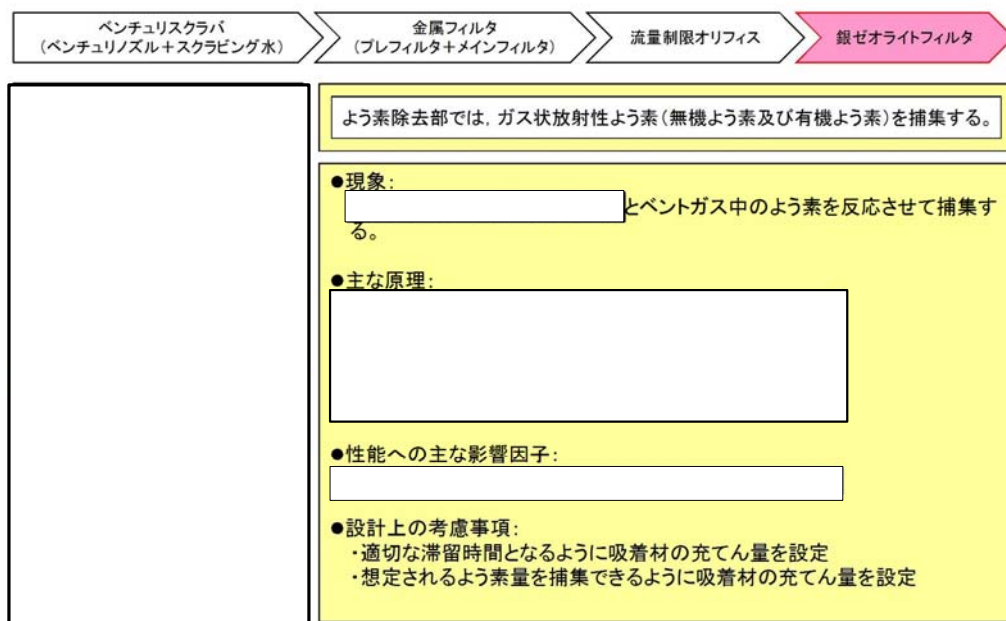 ベンチュリスクラバ
(ベンチュリノズル+スクラビング水)
金属フィルタ
(プレフィルタ+メインフィルタ)
流量制限オリフィス
銀ゼオライトフィルタ
よう素除去部では,ガス状放射性よう素(無機よう素及び有機よう素)を捕集する。
●現象:
とベントガス中のよう素を反応させて捕集す
る。
●主な原理:
●性能への主な影響因子:
●設計上の考慮事項:
・適切な滞留時間となるように吸着材の充てん量を設定
・想定されるよう素量を捕集できるように吸着材の充てん量を設定